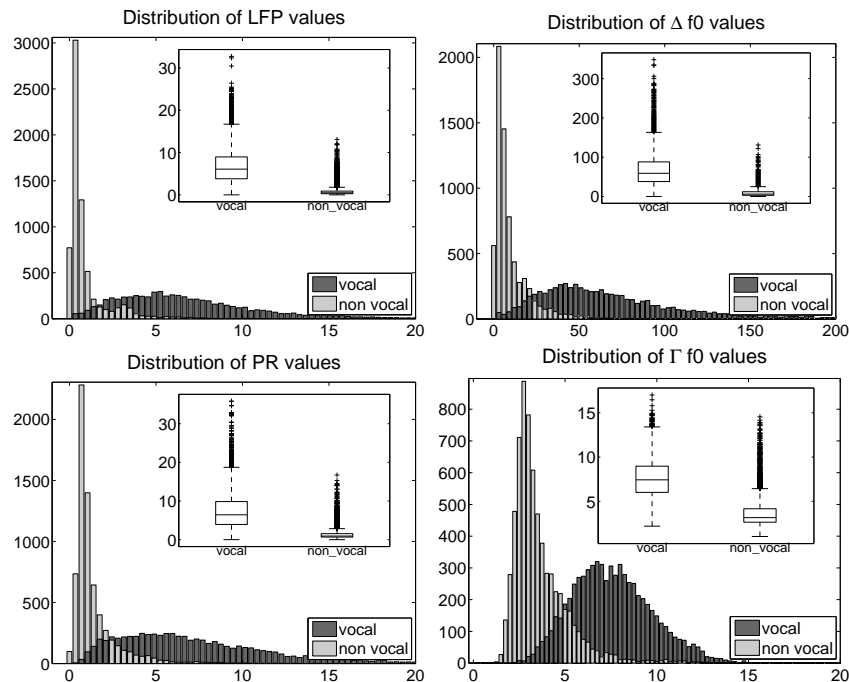 Distribution of LFP values
3000
2500
2000
1500
1000
500
0
0 5 10 15 20
30
20
10
0
vocal non_vocal
vocal
non vocal
Distribution of Δ f0 values
2000
1500
1000
500
0
0 50 100 150 200
300
200
100
0
vocal non_vocal
vocal
non vocal
Distribution of PR values
2000
1500
1000
500
0
0 5 10 15 20
30
20
10
0
vocal non_vocal
vocal
non vocal
Distribution of Γ f0 values
800
700
600
500
400
300
200
100
0
0 5 10 15 20
15
10
5
vocal non_vocal
vocal
non vocal